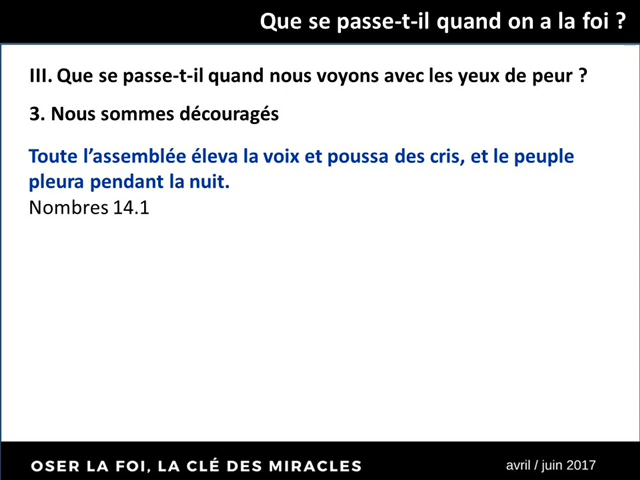 Que se passe-t-il quand on a la foi ?
III. Que se passe-t-il quand nous voyons avec les yeux de peur ?
3. Nous sommes découragés
Toute l’assemblée éleva la voix et poussa des cris, et le peuple
pleura pendant la nuit.
Nombres 14.1
OSER LA FOI, LA CLÉ DES MIRACLES
avril / juin 2017